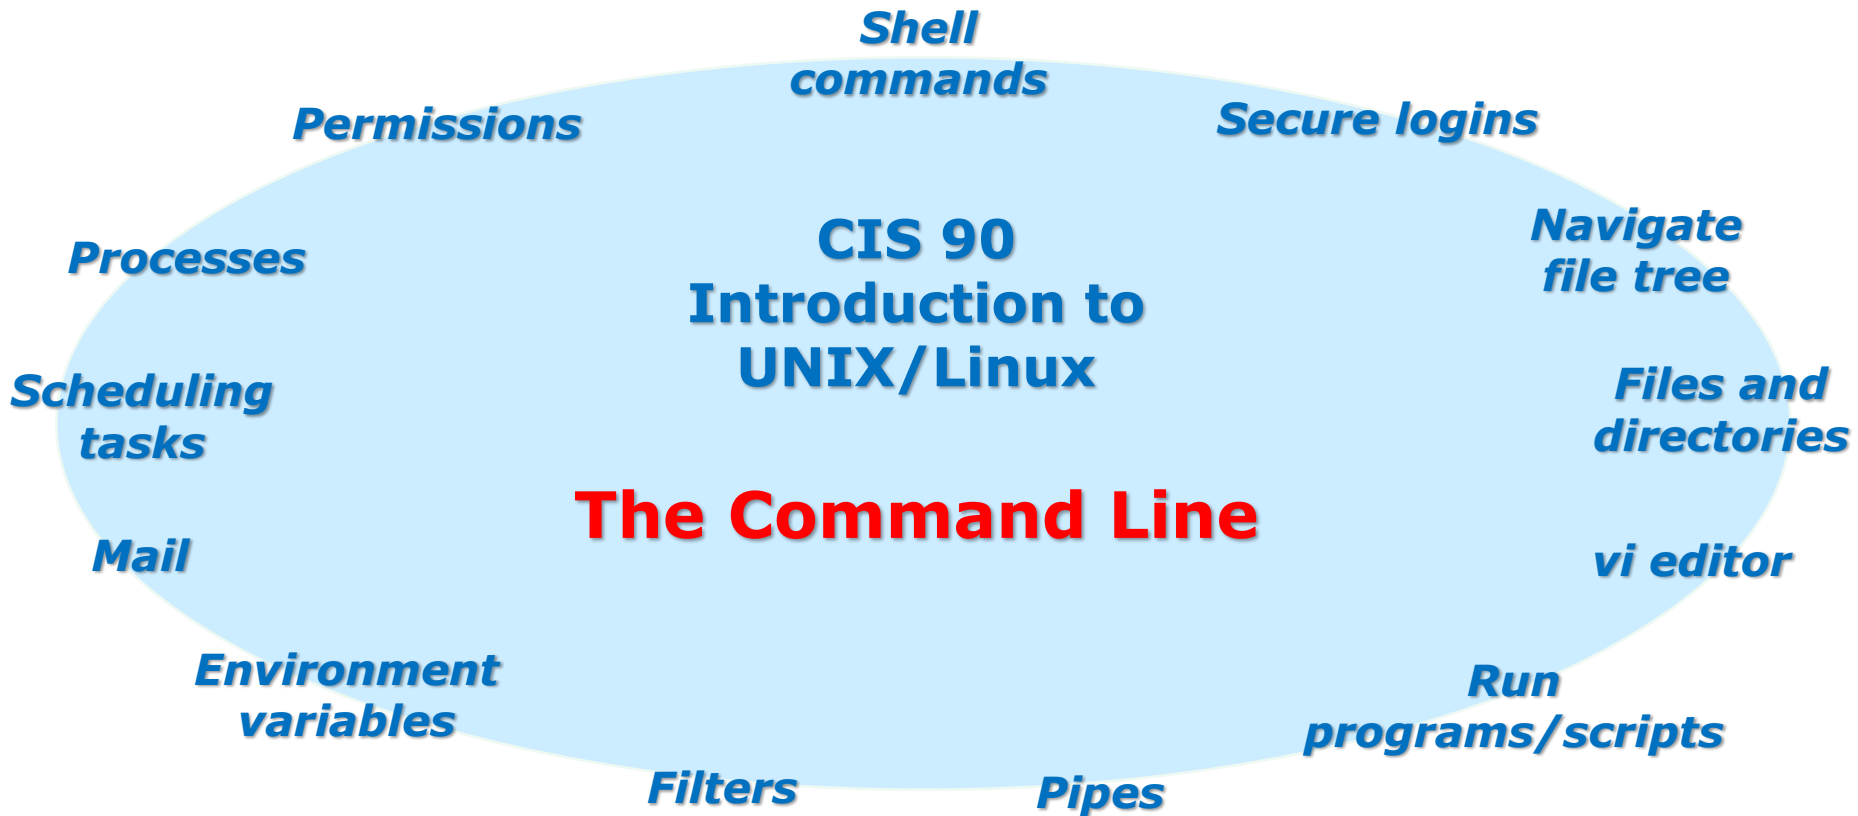 Shell
commands
Permissions
Secure logins
Processes
CIS 90
Introduction to
UNIX/Linux
Navigate
file tree
Scheduling
tasks
Files and
directories
The Command Line
Mail
vi editor
Environment
variables
Run
programs/scripts
Filters
Pipes